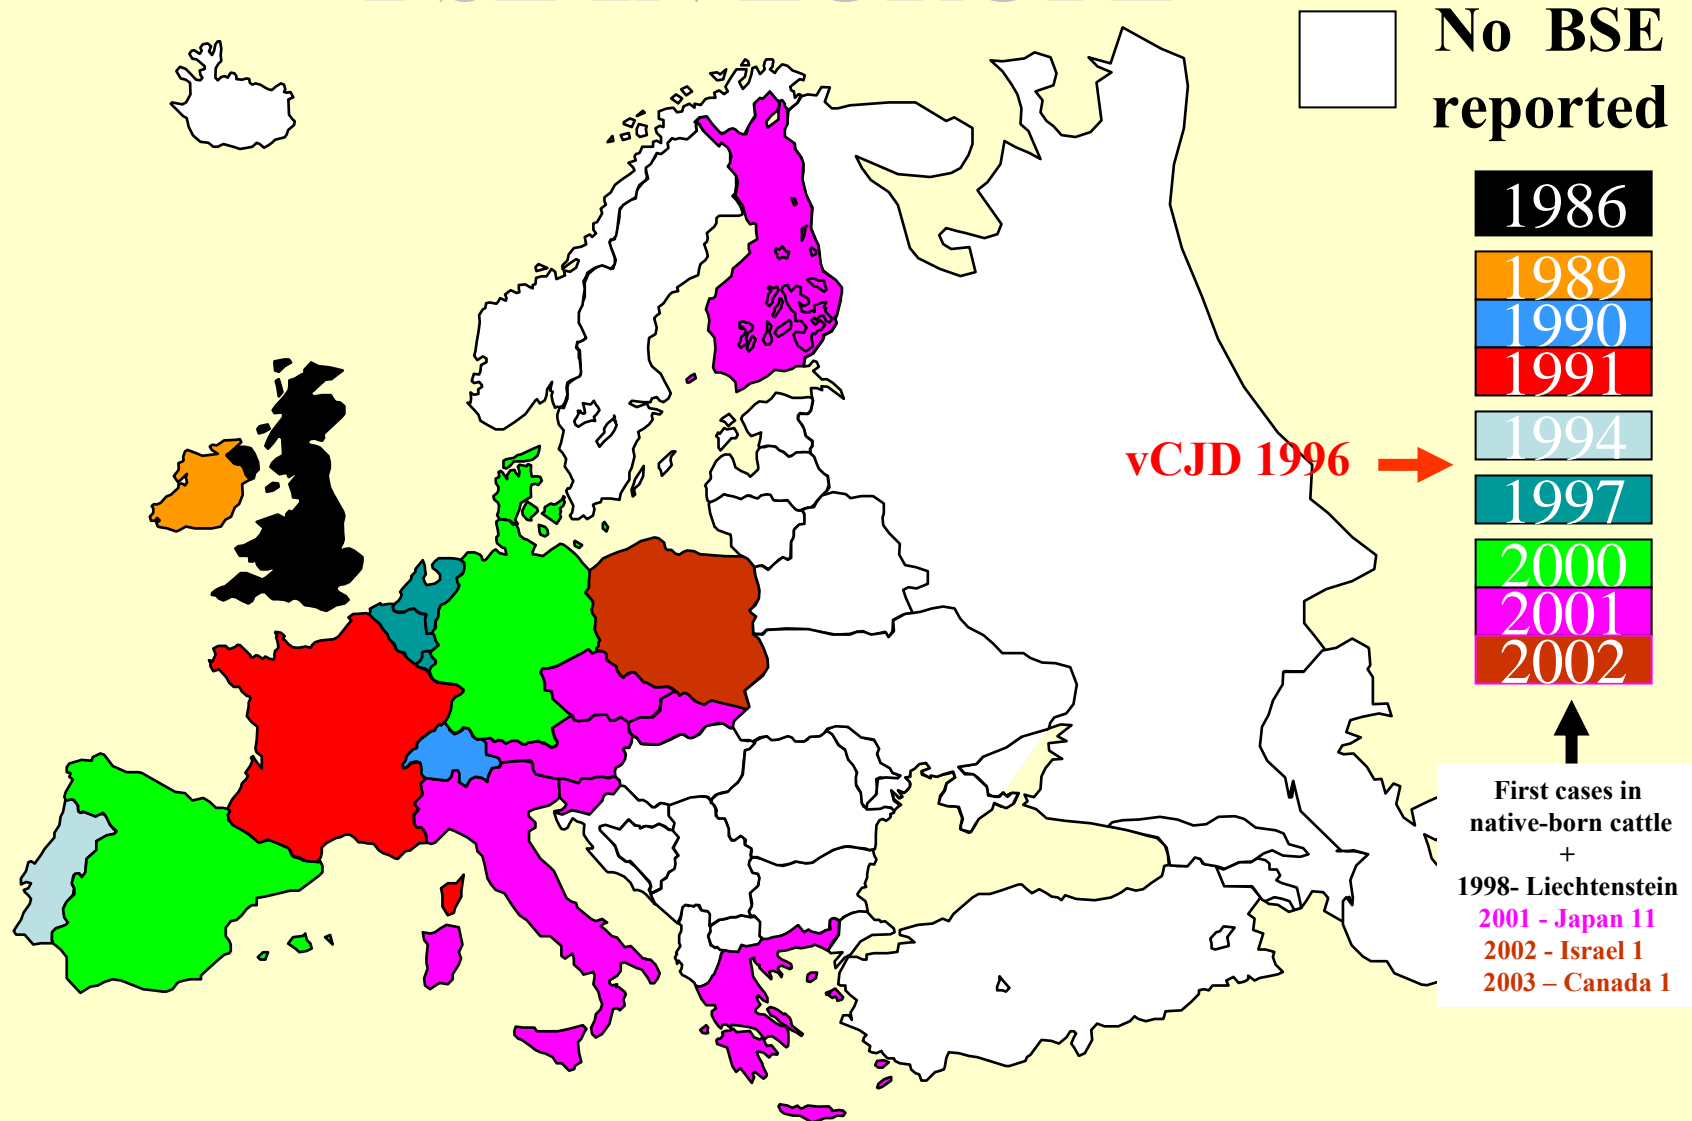 No BSE
reported
1986
1989
1990
1991
1994
vCJD 1996
1997
2000
2001
2002
First cases in
native-born cattle
+
1998- Liechtenstein
2001 - Japan 11
2002 - Israel 1
2003 – Canada 1